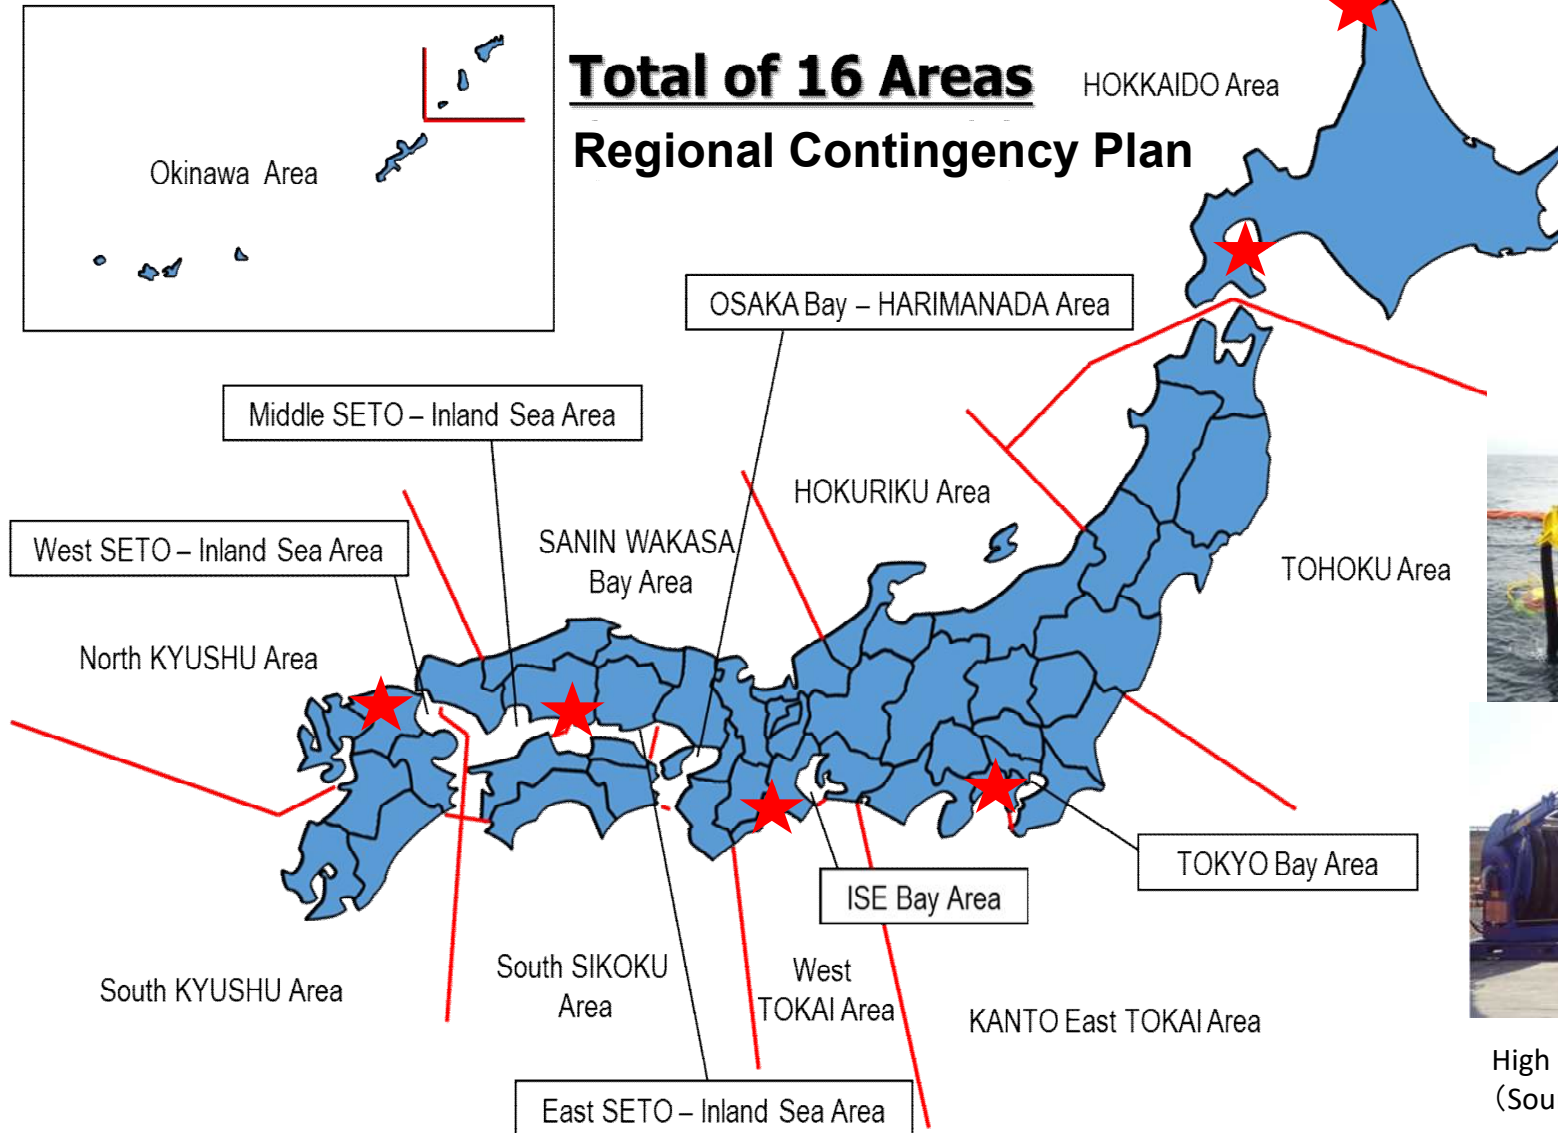 Total of 16 Areas
Regional Contingency Plan
HOKKAIDO Area
Okinawa Area
OSAKA Bay – HARIMANADA Area
Middle SETO – Inland Sea Area
HOKURIKU Area
West SETO – Inland Sea Area
SANIN WAKASA
Bay Area
TOHOKU Area
North KYUSHU Area
TOKYO Bay Area
ISE Bay Area
South KYUSHU Area
South SIKOKU
Area
West
TOKAI Area
KANTO East TOKAI Area
East SETO – Inland Sea Area
High
（Sou